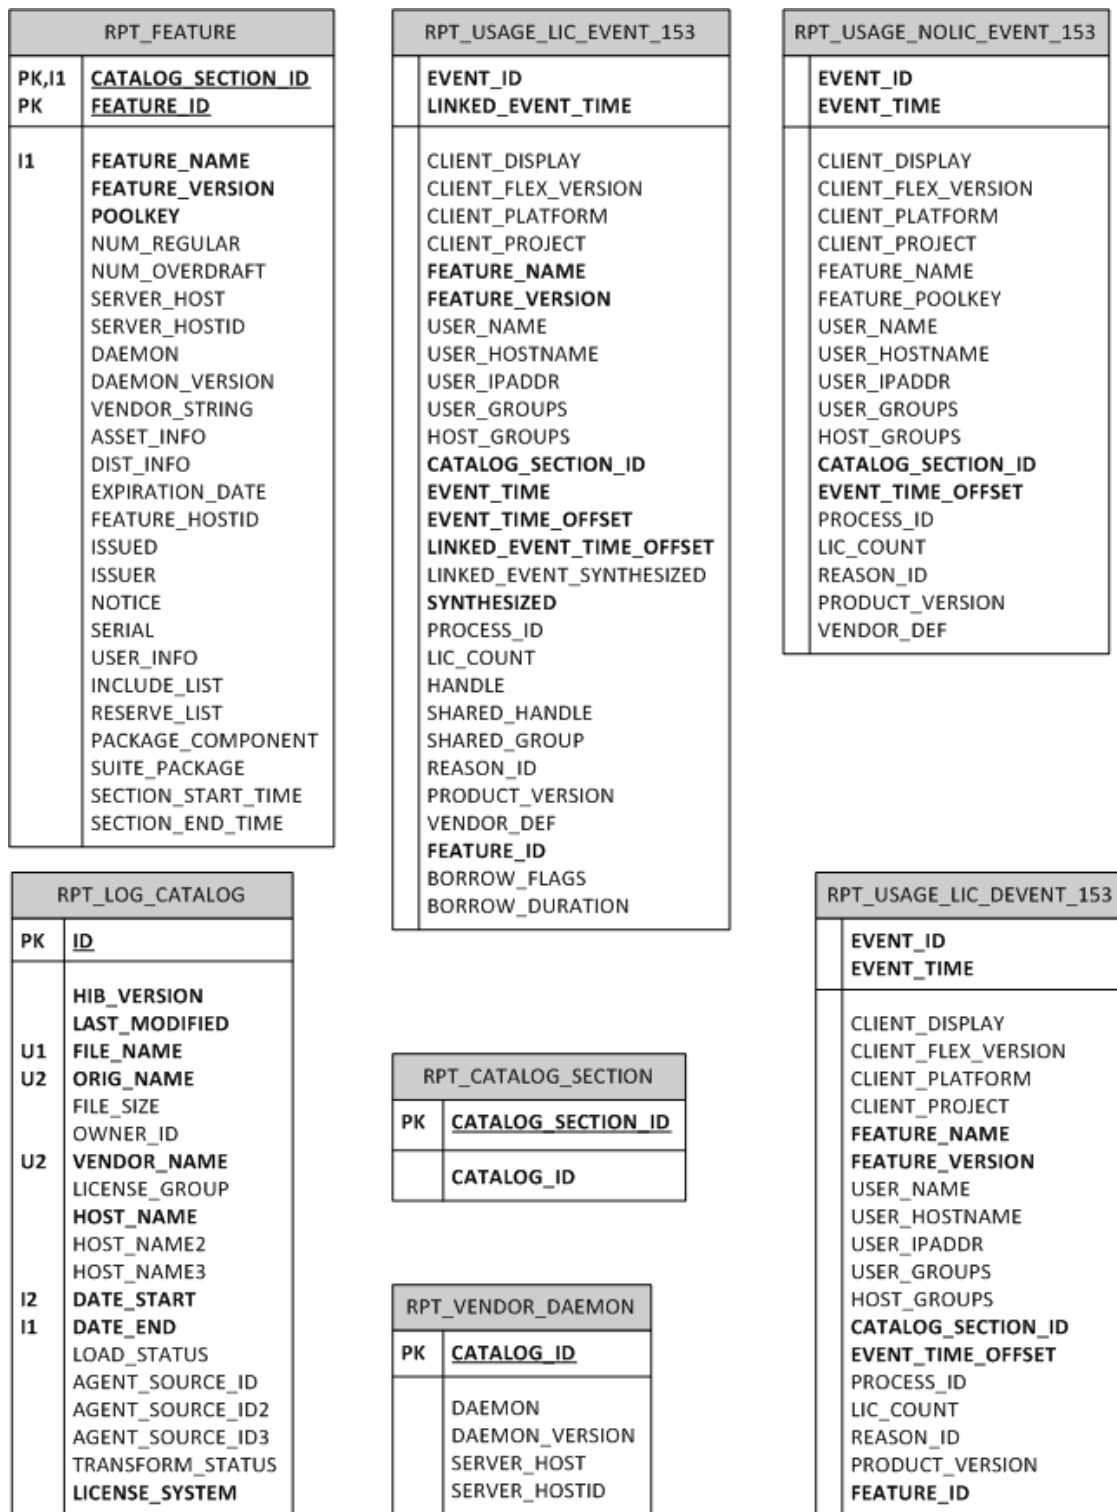 RPT_FEATURE
PK,I1 CATALOG_SECTION_ID
PK FEATURE_ID
I1 FEATURE_NAME
FEATURE_VERSION
POOLKEY
NUM_REGULAR
NUM_OVERDRAFT
SERVER_HOST
SERVER_HOSTID
DAEMON
DAEMON_VERSION
VENDOR_STRING
ASSET_INFO
DIST_INFO
EXPIRATION_DATE
FEATURE_HOSTID
ISSUED
ISSUER
NOTICE
SERIAL
USER_INFO
INCLUDE_LIST
RESERVE_LIST
PACKAGE_COMPONENT
SUITE_PACKAGE
SECTION_START_TIME
SECTION_END_TIME
RPT_USAGE_LIC_EVENT_153
EVENT_ID
LINKED_EVENT_TIME
CLIENT_DISPLAY
CLIENT_FLEX_VERSION
CLIENT_PLATFORM
CLIENT_PROJECT
FEATURE_NAME
FEATURE_VERSION
USER_NAME
USER_HOSTNAME
USER_IPADDR
USER_GROUPS
HOST_GROUPS
CATALOG_SECTION_ID
EVENT_TIME
EVENT_TIME_OFFSET
LINKED_EVENT_TIME_OFFSET
LINKED_EVENT_SYNTHESIZED
SYNTHESIZED
PROCESS_ID
LIC_COUNT
HANDLE
SHARED_HANDLE
SHARED_GROUP
REASON_ID
PRODUCT_VERSION
VENDOR_DEF
FEATURE_ID
BORROW_FLAGS
BORROW_DURATION
RPT_USAGE_NOLIC_EVENT_153
EVENT_ID
EVENT_TIME
CLIENT_DISPLAY
CLIENT_FLEX_VERSION
CLIENT_PLATFORM
CLIENT_PROJECT
FEATURE_NAME
FEATURE_POOLKEY
USER_NAME
USER_HOSTNAME
USER_IPADDR
USER_GROUPS
HOST_GROUPS
CATALOG_SECTION_ID
EVENT_TIME_OFFSET
PROCESS_ID
LIC_COUNT
REASON_ID
PRODUCT_VERSION
VENDOR_DEF
RPT_LOG_CATALOG
PK ID
HIB_VERSION
LAST_MODIFIED
U1 FILE_NAME
U2 ORIG_NAME
FILE_SIZE
OWNER_ID
U2 VENDOR_NAME
LICENSE_GROUP
HOST_NAME
HOST_NAME2
HOST_NAME3
I2 DATE_START
I1 DATE_END
LOAD_STATUS
AGENT_SOURCE_ID
AGENT_SOURCE_ID2
AGENT_SOURCE_ID3
TRANSFORM_STATUS
LICENSE_SYSTEM
RPT_CATALOG_SECTION
PK CATALOG_SECTION_ID
CATALOG_ID
RPT_VENDOR_DAEMON
PK CATALOG_ID
DAEMON
DAEMON_VERSION
SERVER_HOST
SERVER_HOSTID
RPT_USAGE_LIC_DEVENT_153
EVENT_ID
EVENT_TIME
CLIENT_DISPLAY
CLIENT_FLEX_VERSION
CLIENT_PLATFORM
CLIENT_PROJECT
FEATURE_NAME
FEATURE_VERSION
USER_NAME
USER_HOSTNAME
USER_IPADDR
USER_GROUPS
HOST_GROUPS
CATALOG_SECTION_ID
EVENT_TIME_OFFSET
PROCESS_ID
LIC_COUNT
REASON_ID
PRODUCT_VERSION
FEATURE_ID